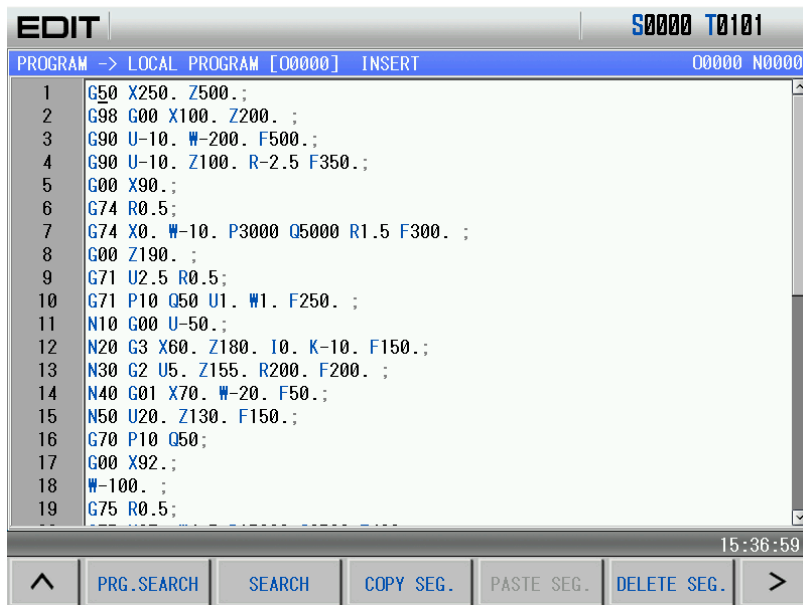 EDIT S0000 T0101
PROGRAM -> LOCAL PROGRAM [O0000] INSERT O0000 N0000
1 G50 X250. Z500.;
2 G98 G00 X100. Z200. ;
3 G90 U-10. W-200. F500.;
4 G90 U-10. Z100. R-2.5 F350.;
5 G00 X90.;
6 G74 R0.5;
7 G74 X0. W-10. P3000 Q5000 R1.5 F300. ;
8 G00 Z190. ;
9 G71 U2.5 R0.5;
10 G71 P10 Q50 U1. W1. F250. ;
11 N10 G00 U-50.;
12 N20 G3 X60. Z180. I0. K-10. F150.;
13 N30 G2 U5. Z155. R200. F200. ;
14 N40 G01 X70. W-20. F50.;
15 N50 U20. Z130. F150.;
16 G70 P10 Q50;
17 G00 X92.;
18 W-100. ;
19 G75 R0.5;
15:36:59
PRG.SEARCH SEARCH COPY SEG. PASTE SEG. DELETE SEG. >